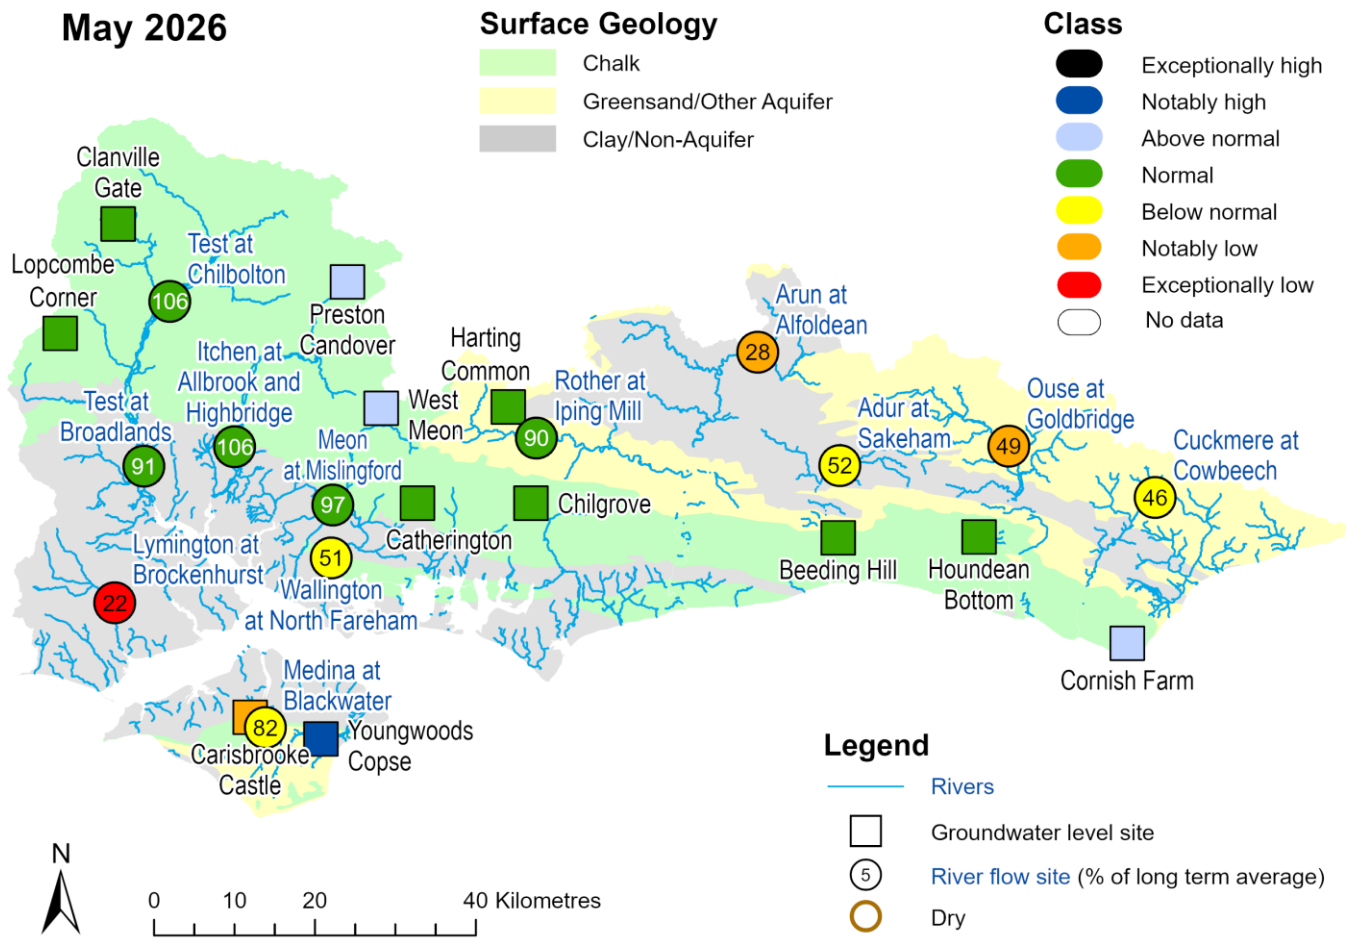 May 2026
Surface Geology
Chalk
Greensand/Other Aquifer
Clay/Non-Aquifer
Class
Exceptionally high
Notably high
Above normal
Normal
Below normal
Notably low
Exceptionally low
No data
Clanville
Gate
Test at
Chilbolton
106
Lopcombe
Corner
Preston
Candover
Itchen at
Allbrook and
Highbridge
106
Test at
Broadlands
91
West
Meon
Harting
Common
Rother at
Iping Mill
90
Meon
at Mislingford
97
Catherington
Chilgrove
Arun at
Alfoldean
28
Adur at
Sakeham
52
Ouse at
Goldbridge
49
Cuckmere at
Cowbeech
46
Beeding Hill
Houndean
Bottom
Cornish Farm
Lymington at
Brockenhurst
22
51
Wallington
at North Fareham
Medina at
Blackwater
82
Carisbrooke
Castle
Youngwoods
Copse
Legend
Rivers
Groundwater level site
5
River flow site (% of long term average)
Dry
N
0 10 20 40 Kilometres